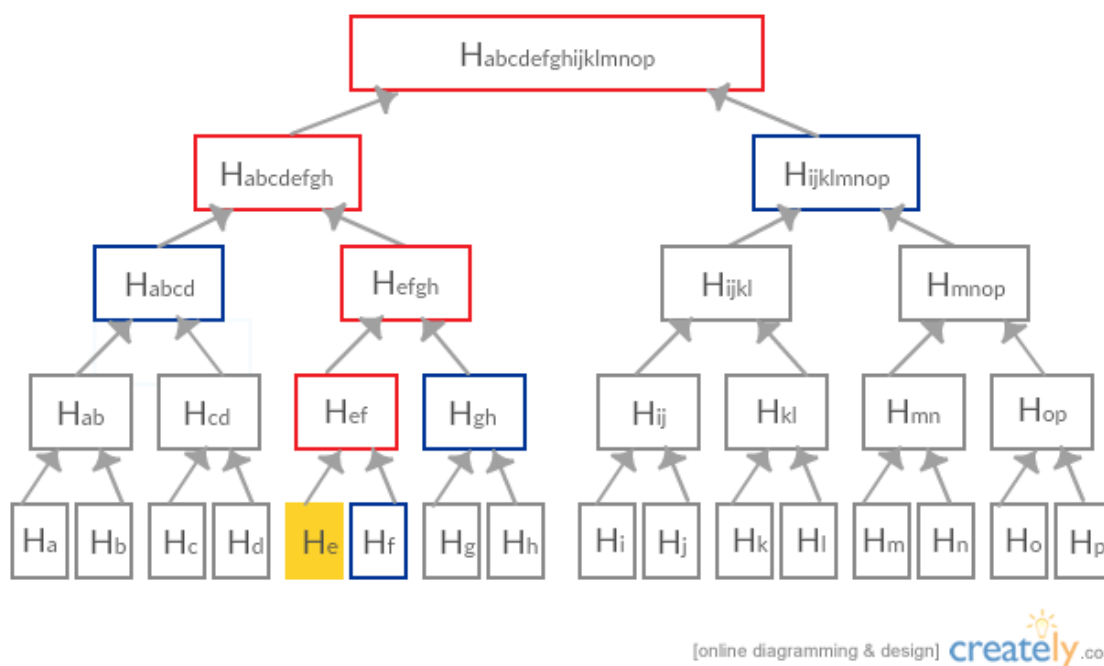 Habcdefghijklmnop
Habcdefgh
Hijklmnop
Habcd
Hefgh
Hijkl
Hmnop
Hab
Hcd
Hef
Hgh
Hij
Hkl
Hmn
Hop
Ha
Hb
Hc
Hd
He
Hf
Hg
Hh
Hi
Hj
Hk
Hl
Hm
Hn
Ho
Hp
[online diagramming & design] creately.co